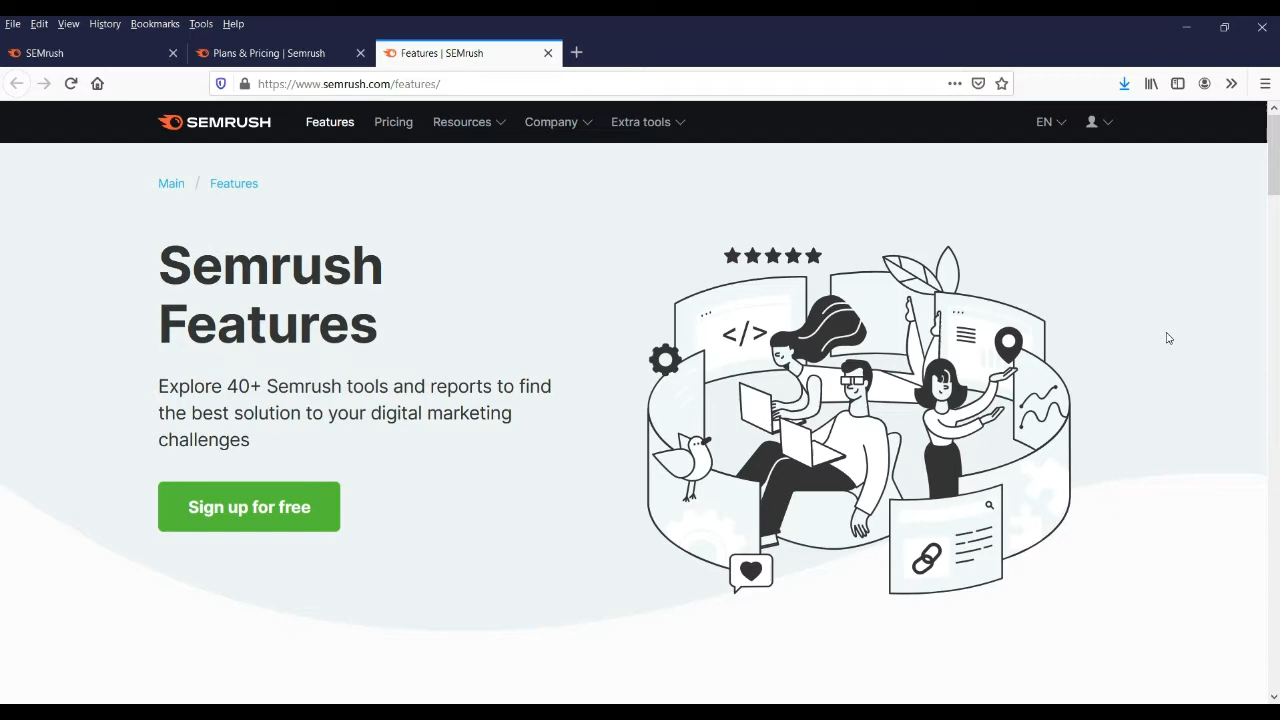 File Edit View History Bookmarks Tools Help
SEMrush
Plans & Pricing | Semrush
Features | SEMrush
https://www.semrush.com/features/
SEMRUSH Features Pricing Resources Company Extra tools EN
Main / Features
Semrush
Features
Explore 40+ Semrush tools and reports to find
the best solution to your digital marketing
challenges
Sign up for free